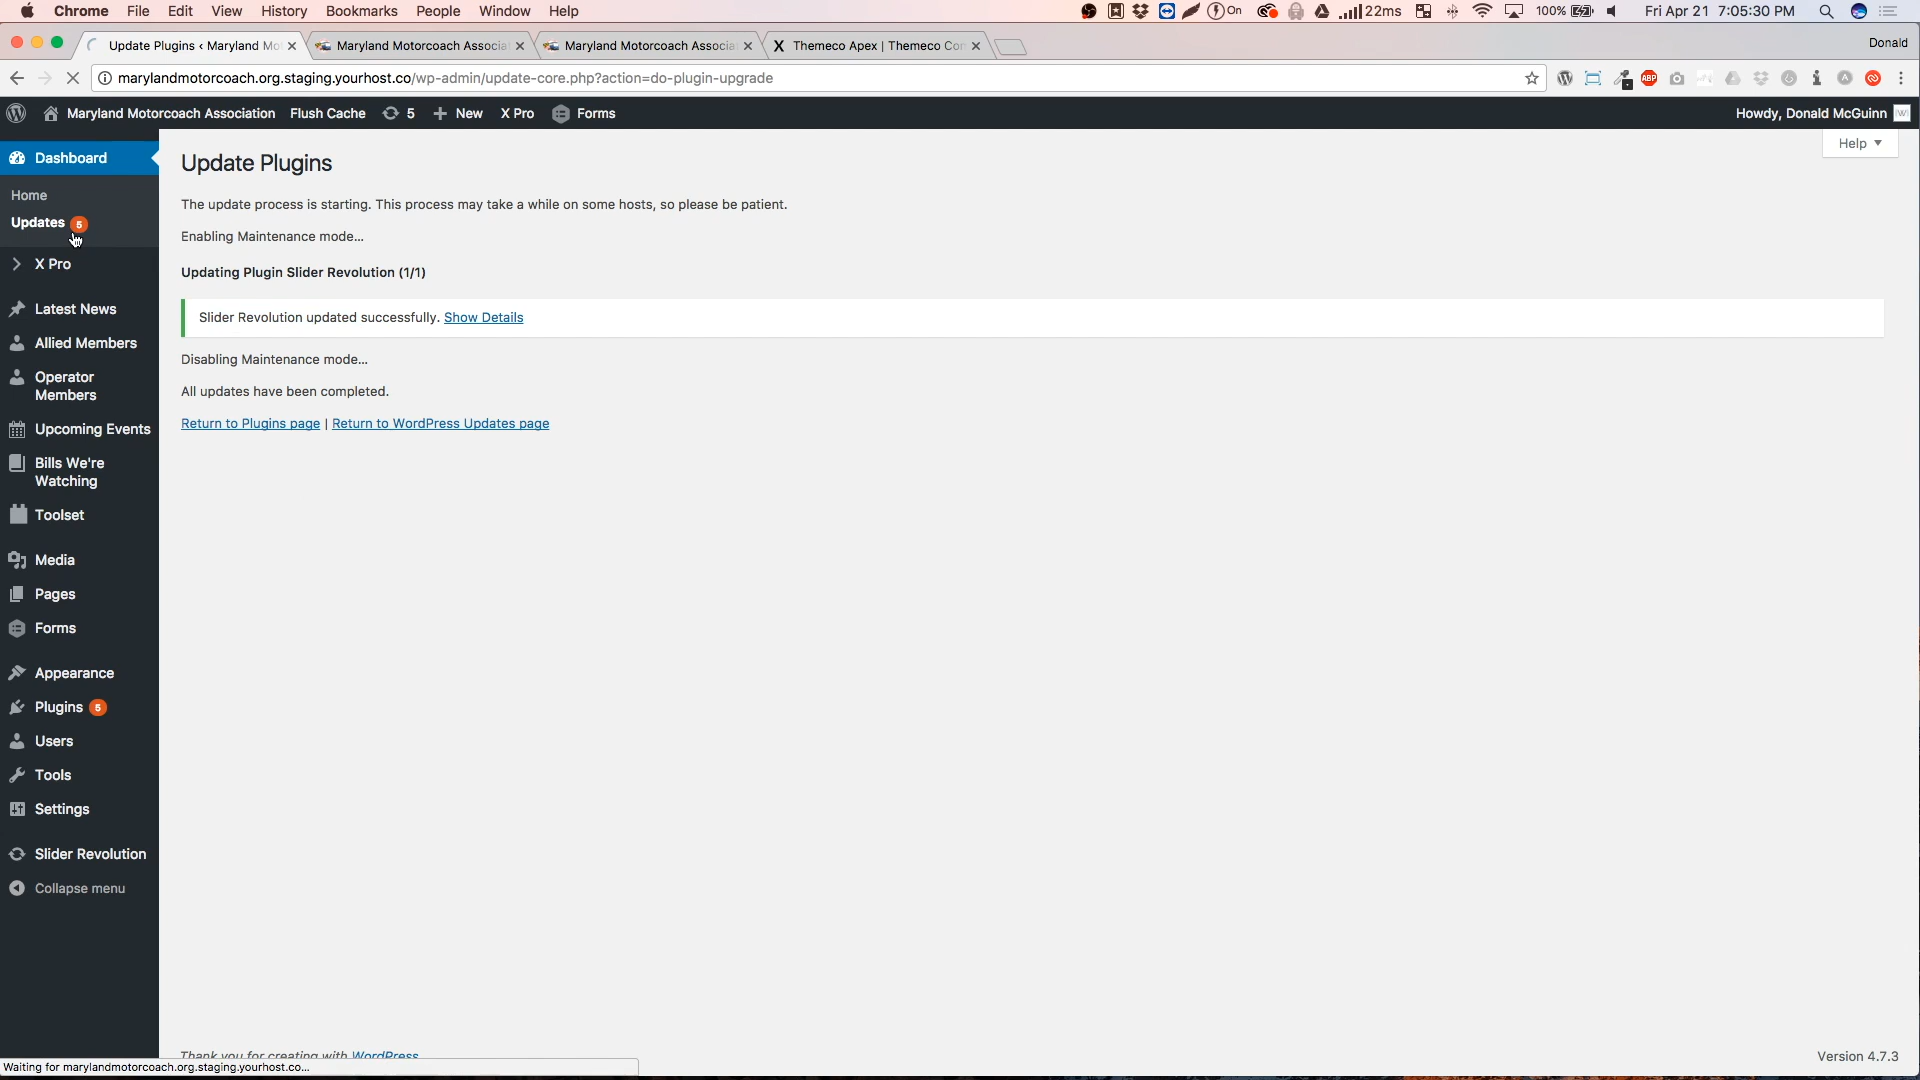 Chrome File Edit View History Bookmarks People Window Help On 22ms 100% Fri Apr 21 7:05:30 PM
Update Plugins ‹ Maryland Mo Maryland Motorcoach Associat Maryland Motorcoach Associat Themeco Apex | Themeco Con Donald
marylandmotorcoach.org.staging.yourhost.co/wp-admin/update-core.php?action=do-plugin-upgrade ABP
Maryland Motorcoach Association Flush Cache 5 + New X Pro Forms Howdy, Donald McGuinn
Help
Dashboard
Home
Updates 5
X Pro
Latest News
Allied Members
Operator
Members
Upcoming Events
Bills We're
Watching
Toolset
Media
Pages
Forms
Appearance
Plugins 5
Users
Tools
Settings
Slider Revolution
Collapse menu
Update Plugins
The update process is starting. This process may take a while on some hosts, so please be patient.
Enabling Maintenance mode...
Updating Plugin Slider Revolution (1/1)
Slider Revolution updated successfully. Show Details
Disabling Maintenance mode...
All updates have been completed.
Return to Plugins page | Return to WordPress Updates page
Thank you for creating with WordPress
Version 4.7.3
Waiting for marylandmotorcoach.org.staging.yourhost.co...